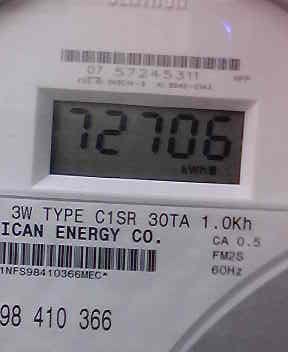 07 57245311 APP
72706
kWh
3W TYPE C1SR 30TA 1.0Kh
ICAN ENERGY CO.
CA 0.5
FM2S
60Hz
1NFS98410366MEC*
98 410 366